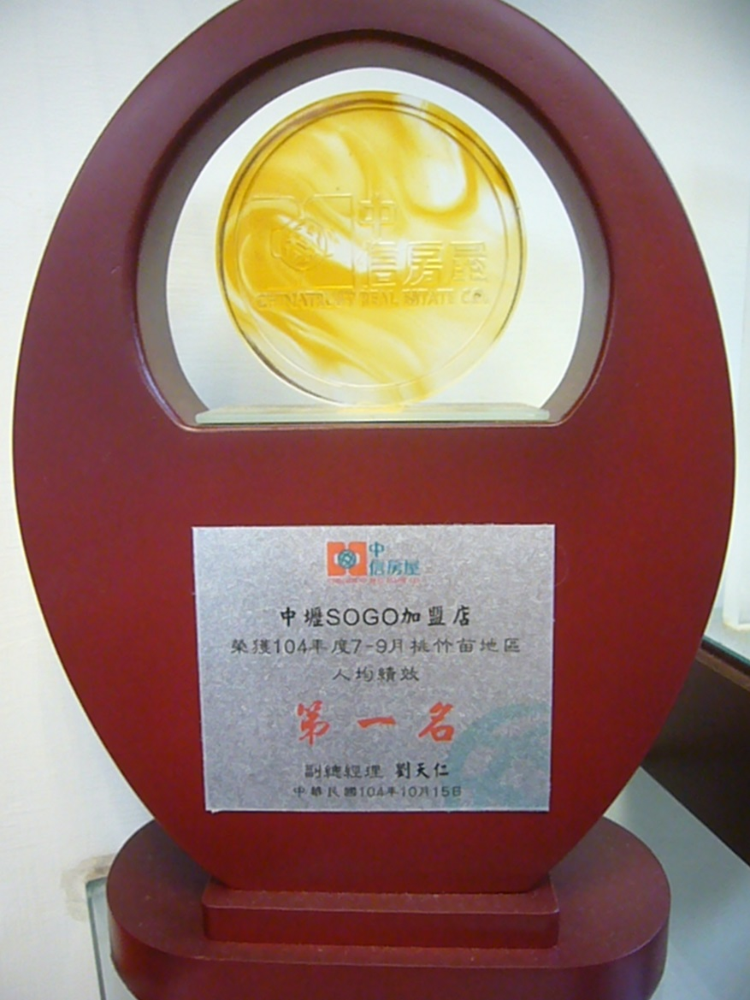 中
信房屋
CHINATRUST REAL ESTATE CO.
中
信房屋
中壢SOGO加盟店
榮獲104年度7-9月桃竹苗地區
人均績效
第一名
副總經理 劉天仁
中華民國104年10月15日